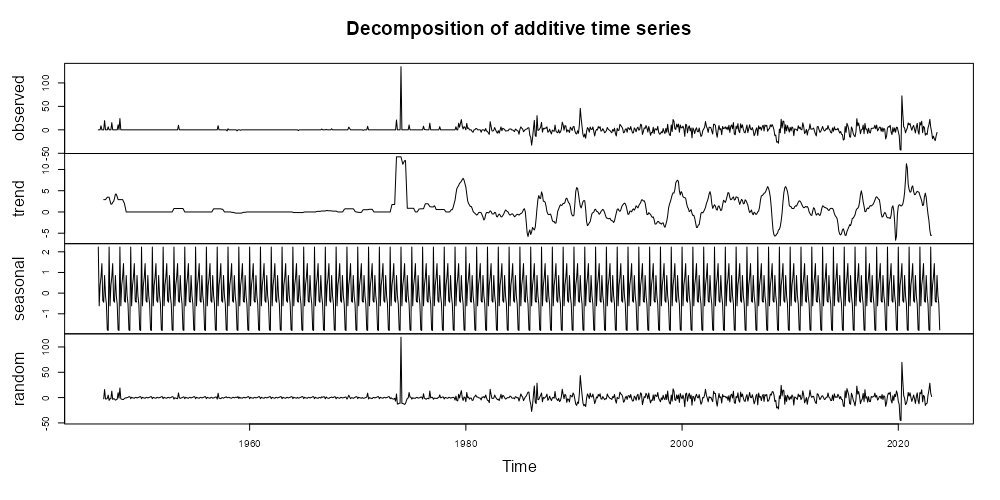 Decomposition of additive time series
observed
-50 0 50 100
trend
-5 0 5 10
seasonal
-1 0 1 2
random
-50 0 50 100
1960 1980 2000 2020
Time